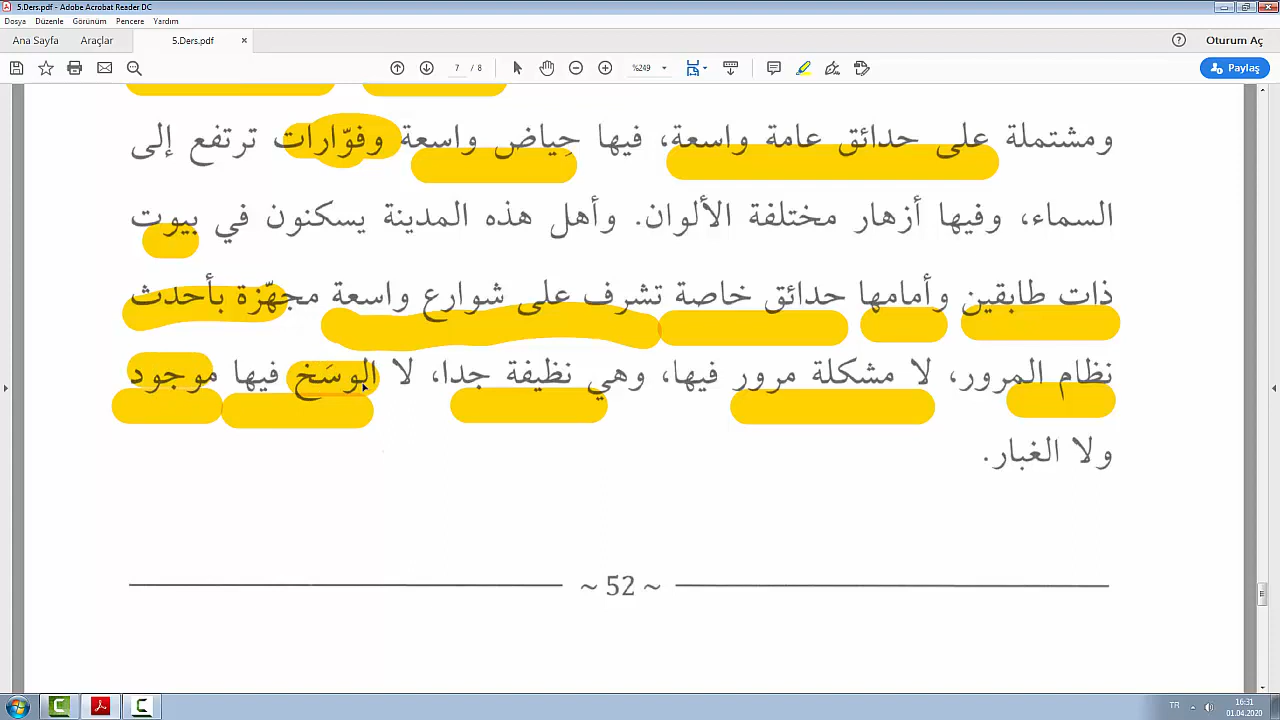 5.Ders.pdf - Adobe Acrobat Reader DC
Dosya Düzenle Görünüm Pencere Yardım
Ana Sayfa Araçlar 5.Ders.pdf × Oturum Aç
7 / 8 %249 Paylaş
ومشتملة على حدائق عامة واسعة، فيها حِياض واسعة وفوّارات ترتفع إلى
السماء، وفيها أزهار مختلفة الألوان. وأهل هذه المدينة يسكنون في بيوت
ذات طابقين وأمامها حدائق خاصة تشرف على شوارع واسعة مجهّزة بأحدث
نظام المرور، لا مشكلة مرور فيها، وهي نظيفة جدا، لا الوسَخ فيها موجود
ولا الغبار.
~ 52 ~
TR 16:31
01.04.2020